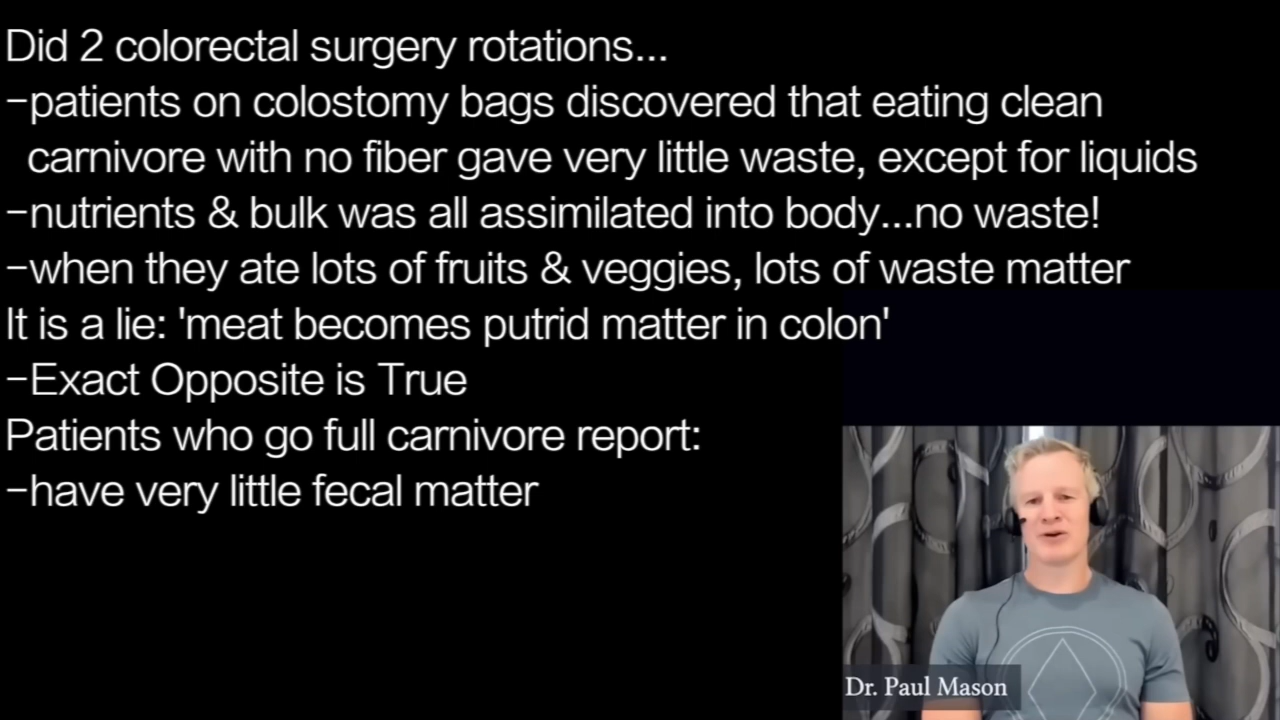 Did 2 colorectal surgery rotations...
-patients on colostomy bags discovered that eating clean
carnivore with no fiber gave very little waste, except for liquids
-nutrients & bulk was all assimilated into body...no waste!
-when they ate lots of fruits & veggies, lots of waste matter
It is a lie: 'meat becomes putrid matter in colon'
-Exact Opposite is True
Patients who go full carnivore report:
-have very little fecal matter
Dr. Paul Mason